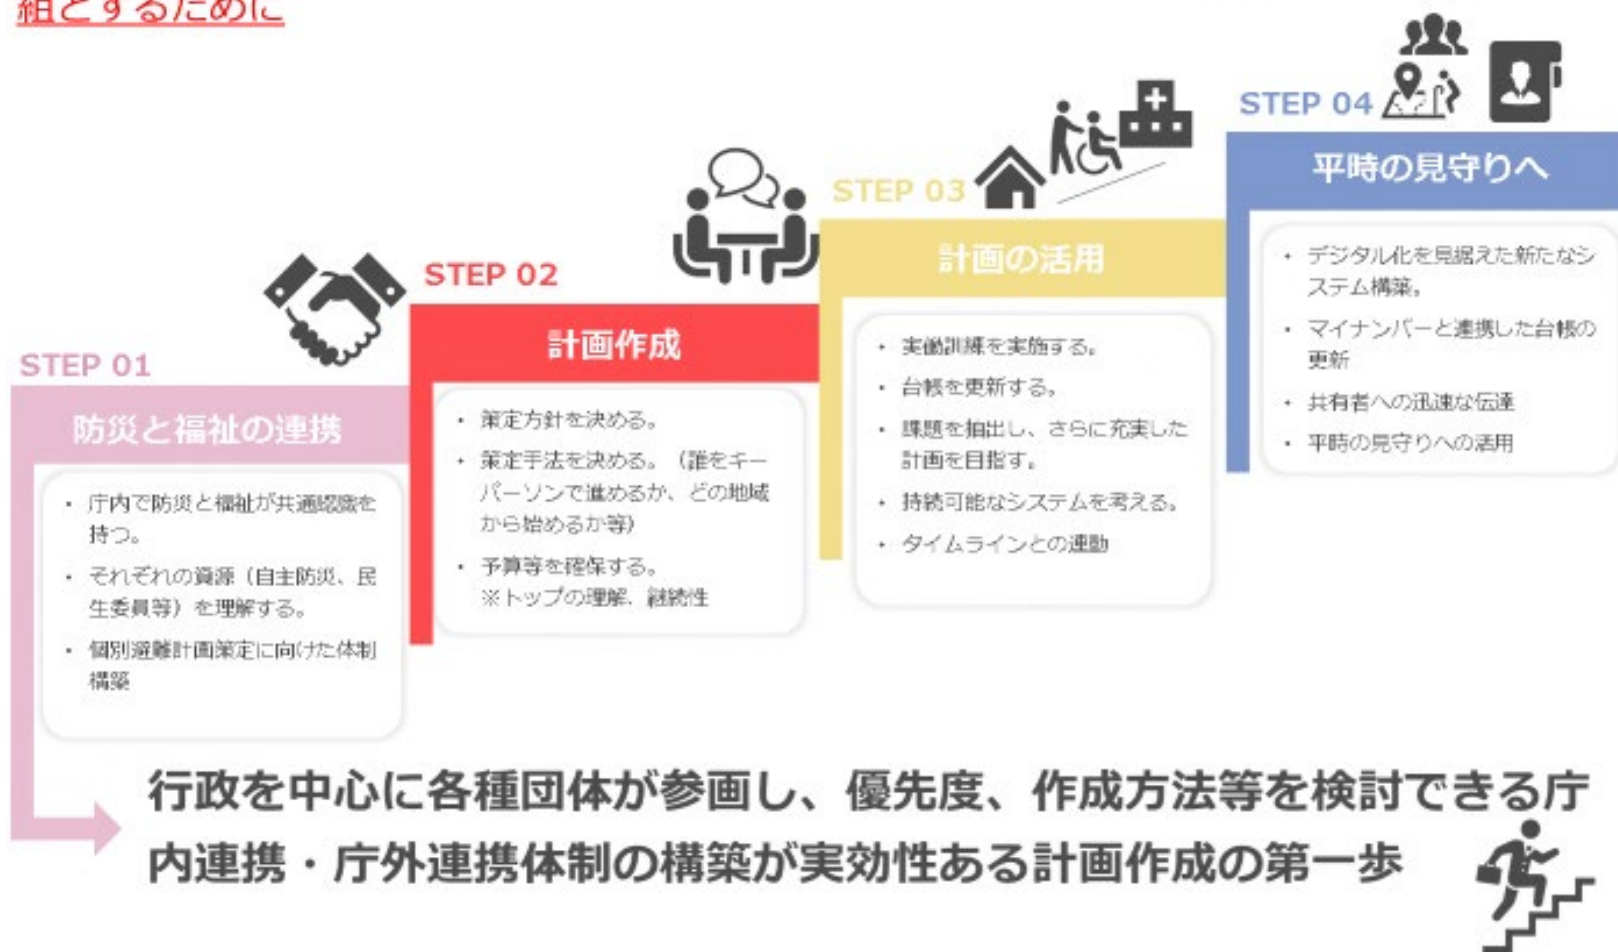 組とするために
STEP 01
防災と福祉の連携
・ 庁内で防災と福祉が共通認識を
持つ。
・ それぞれの資源（自主防災、民
生委員等）を理解する。
・ 個別避難計画策定に向けた体制
構築
STEP 02
計画作成
・ 策定方針を決める。
・ 策定手法を決める。（誰をキー
パーソンで進めるか、どの地域
から始めるか等）
・ 予算等を確保する。
※トップの理解、継続性
STEP 03
計画の活用
・ 実働訓練を実施する。
・ 台帳を更新する。
・ 課題を抽出し、さらに充実した
計画を目指す。
・ 持続可能なシステムを考える。
・ タイムラインとの連動
STEP 04
平時の見守りへ
・ デジタル化を見据えた新たなシ
ステム構築。
・ マイナンバーと連携した台帳の
更新
・ 共有者への迅速な伝達
・ 平時の見守りへの活用
行政を中心に各種団体が参画し、優先度、作成方法等を検討できる庁
内連携・庁外連携体制の構築が実効性ある計画作成の第一歩